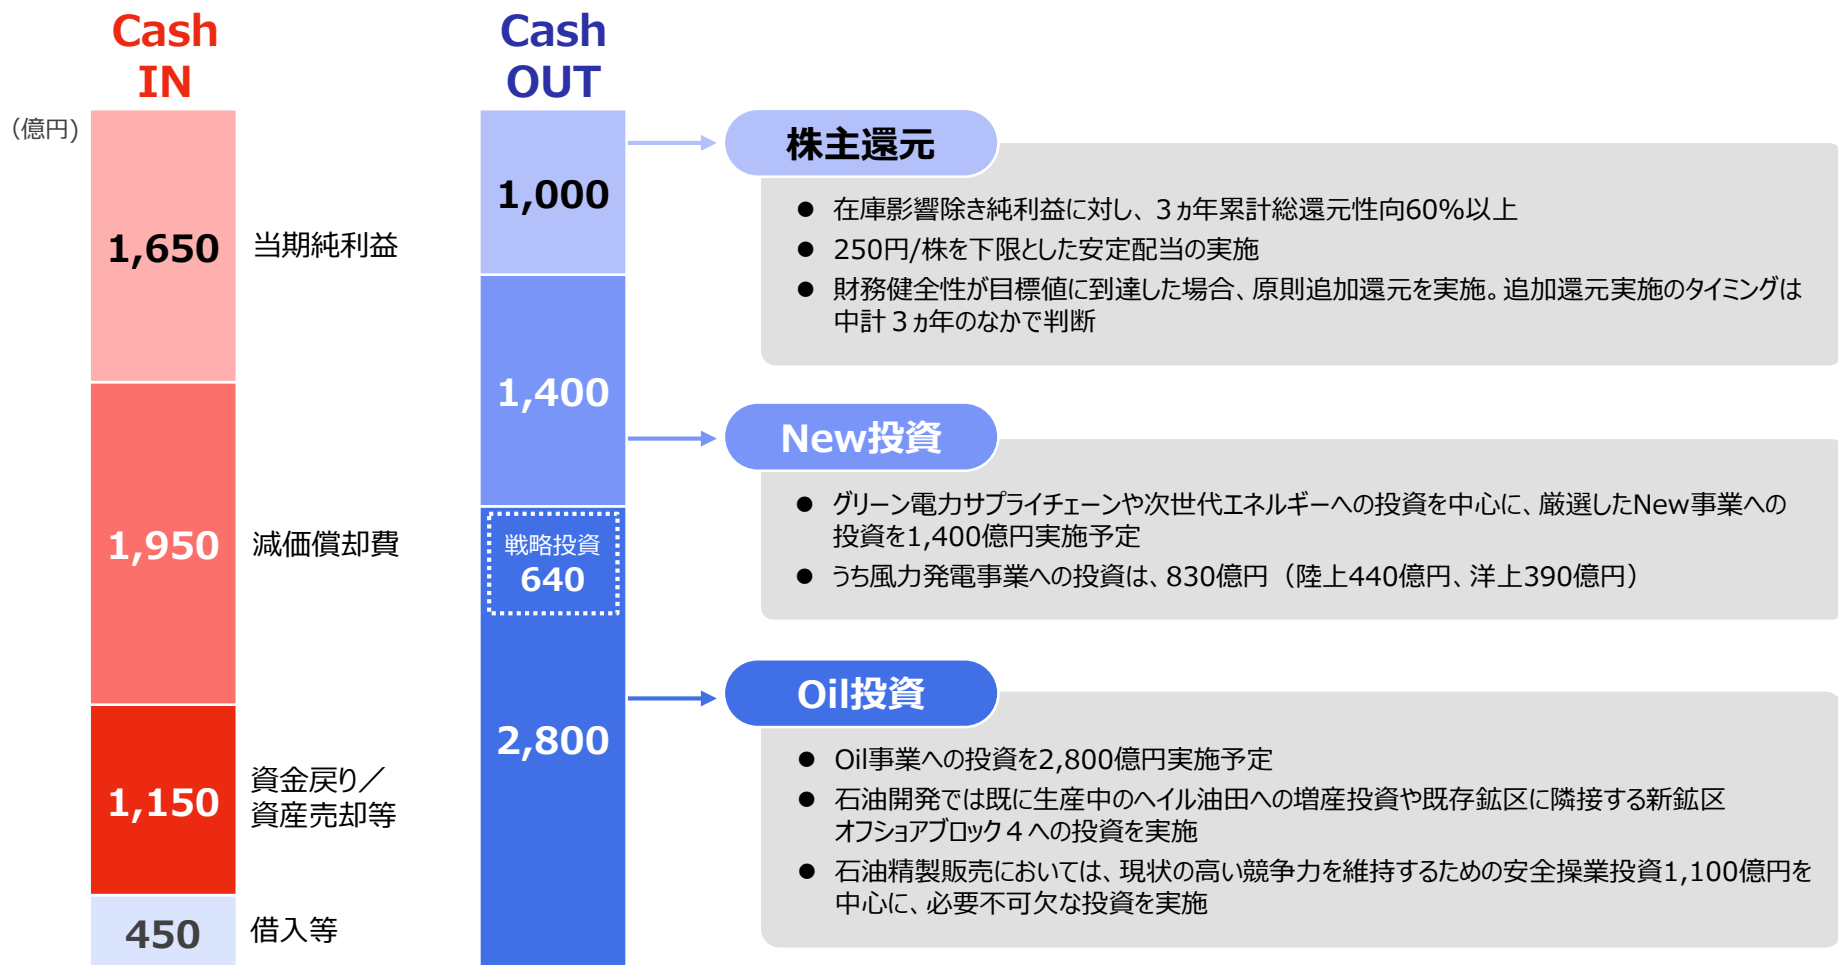 Cash
IN
Cash
OUT
（億円)
1,650
当期純利益
1,950
減価償却費
1,150
資金戻り／
資産売却等
450
借入等
1,000
1,400
戦略投資
640
2,800
株主還元
● 在庫影響除き純利益に対し、３ヵ年累計総還元性向60%以上
● 250円/株を下限とした安定配当の実施
● 財務健全性が目標値に到達した場合、原則追加還元を実施。追加還元実施のタイミングは
中計３ヵ年のなかで判断
New投資
● グリーン電力サプライチェーンや次世代エネルギーへの投資を中心に、厳選したNew事業への
投資を1,400億円実施予定
● うち風力発電事業への投資は、830億円（陸上440億円、洋上390億円）
Oil投資
● Oil事業への投資を2,800億円実施予定
● 石油開発では既に生産中のヘイル油田への増産投資や既存鉱区に隣接する新鉱区
オフショアブロック４への投資を実施
● 石油精製販売においては、現状の高い競争力を維持するための安全操業投資1,100億円を
中心に、必要不可欠な投資を実施